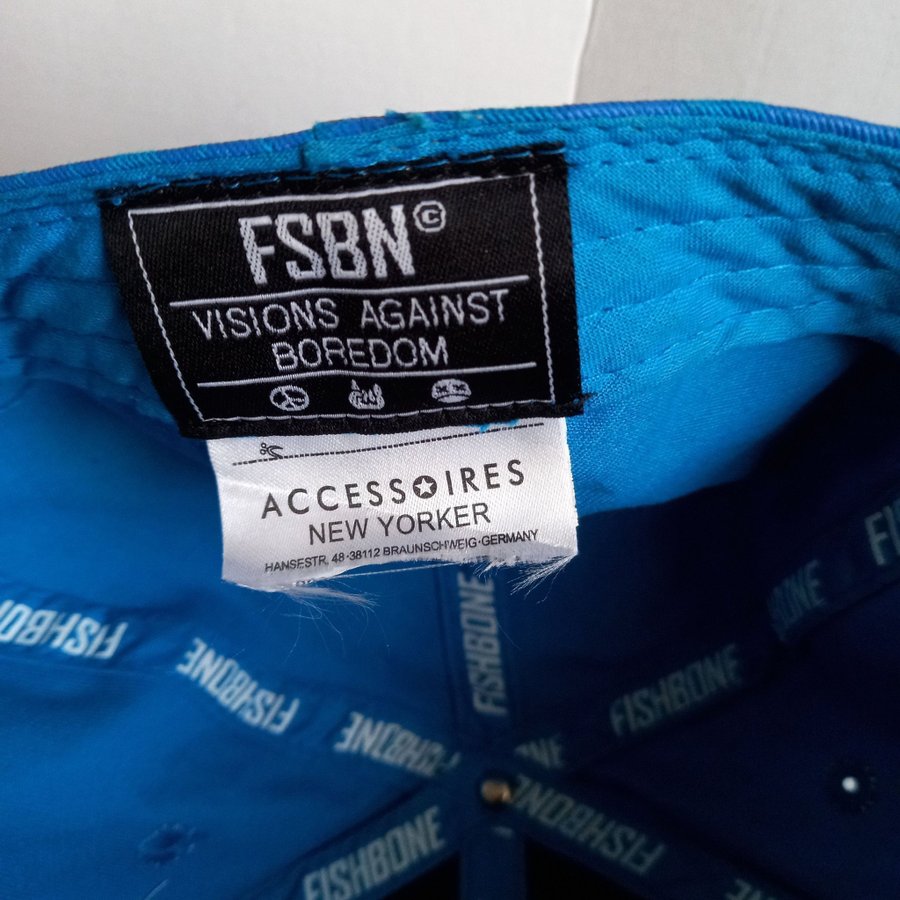 FSBN©
VISIONS AGAINST
BOREDOM
ACCESSOIRES
NEW YORKER
HANSESTR. 48·38112 BRAUNSCHWEIG·GERMANY
FISHBONE
FISHBONE
FISHBONE
FISHBONE
FISHBONE
FISHBONE
FISHBONE